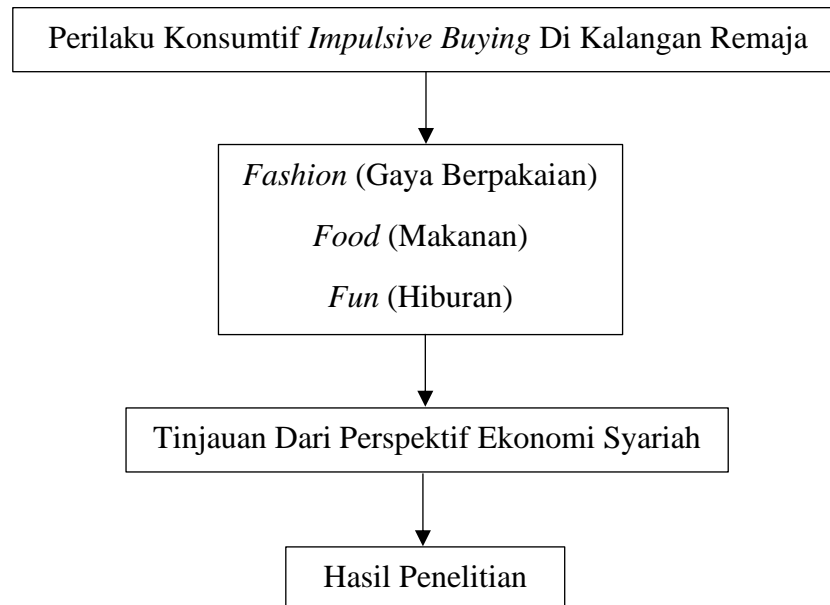 Perilaku Konsumtif Impulsive Buying Di Kalangan Remaja
Fashion (Gaya Berpakaian)
Food (Makanan)
Fun (Hiburan)
Tinjauan Dari Perspektif Ekonomi Syariah
Hasil Penelitian